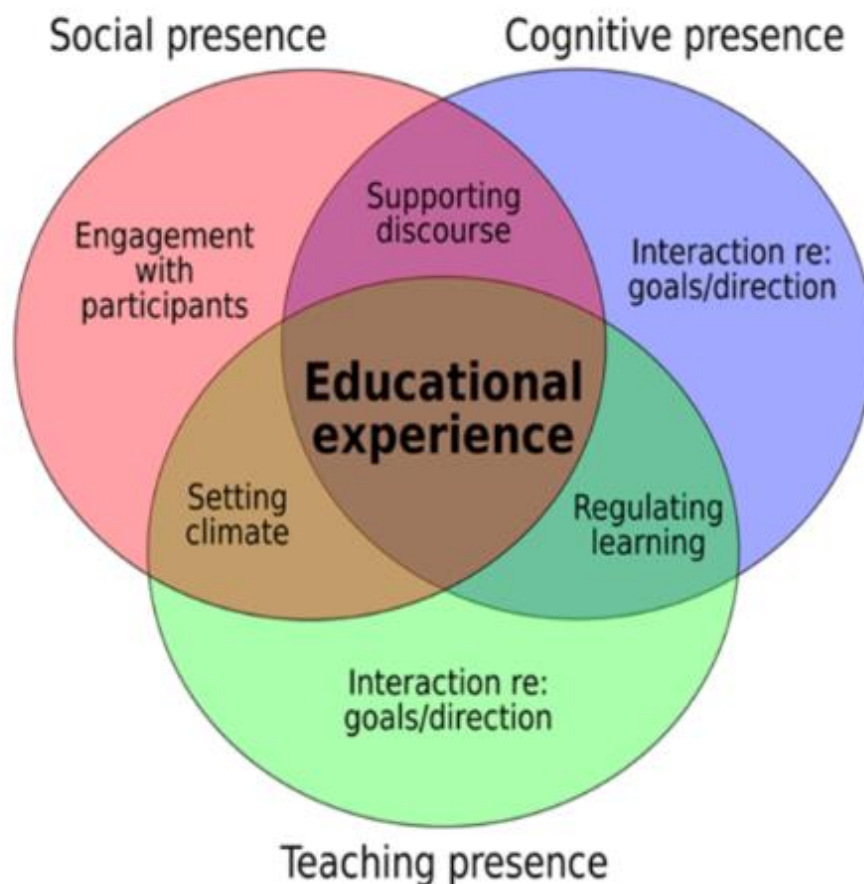 Social presence
Cognitive presence
Supporting
discourse
Engagement
with
participants
Interaction re:
goals/direction
Educational
experience
Setting
climate
Regulating
learning
Interaction re:
goals/direction
Teaching presence